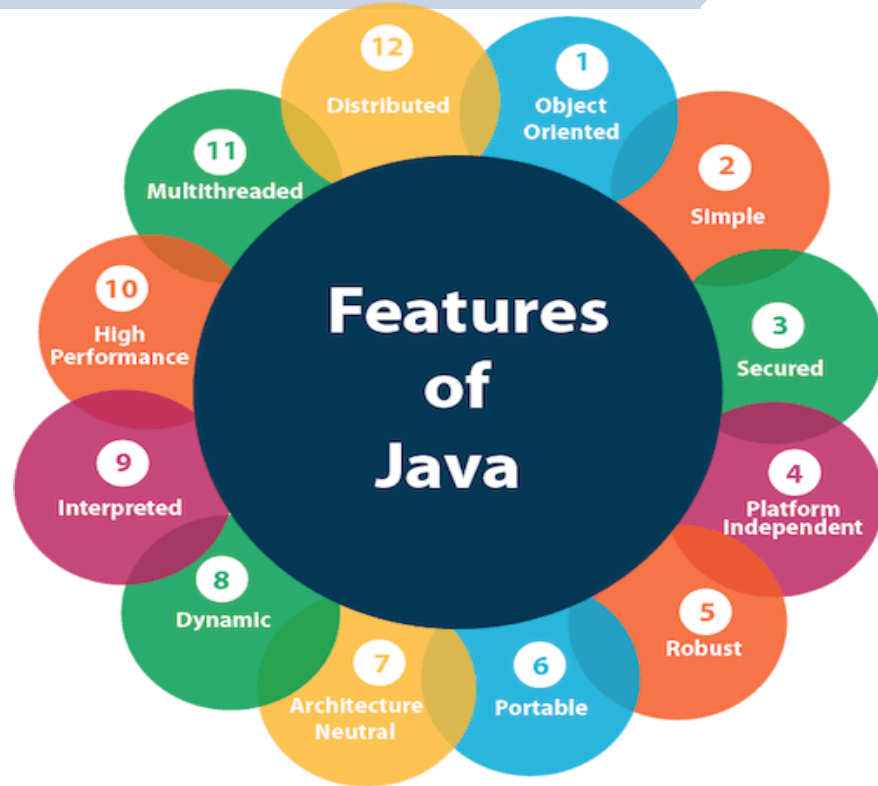 Features
of
Java
1
Object
Oriented
2
Simple
3
Secured
4
Platform
Independent
5
Robust
6
Portable
7
Architecture
Neutral
8
Dynamic
9
Interpreted
10
High
Performance
11
Multithreaded
12
Distributed